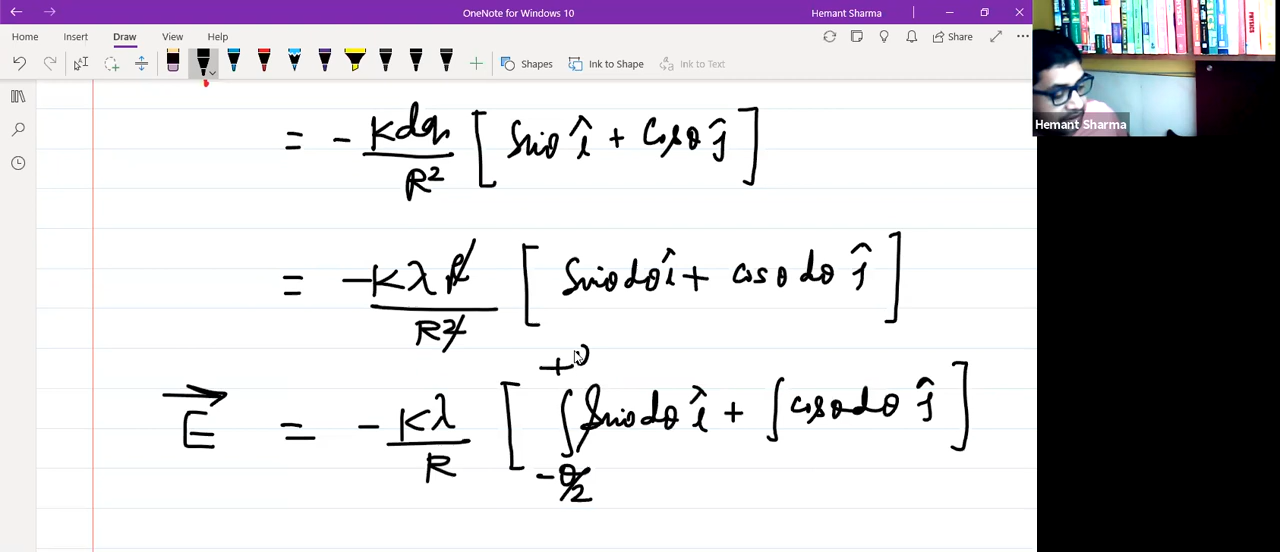 OneNote for Windows 10
Hemant Sharma
Home Insert Draw View Help
Share
Shapes Ink to Shape Ink to Text
Hemant Sharma
= - Kdq/R² [ Sinθ î + Cosθ ĵ ]
= -KλR/R² [ Sinθdθ î + cosθdθ ĵ ]
E⃗ = - Kλ/R [ ∫ Sinθdθ î + ∫ cosθdθ ĵ ]
+θ
-θ/2